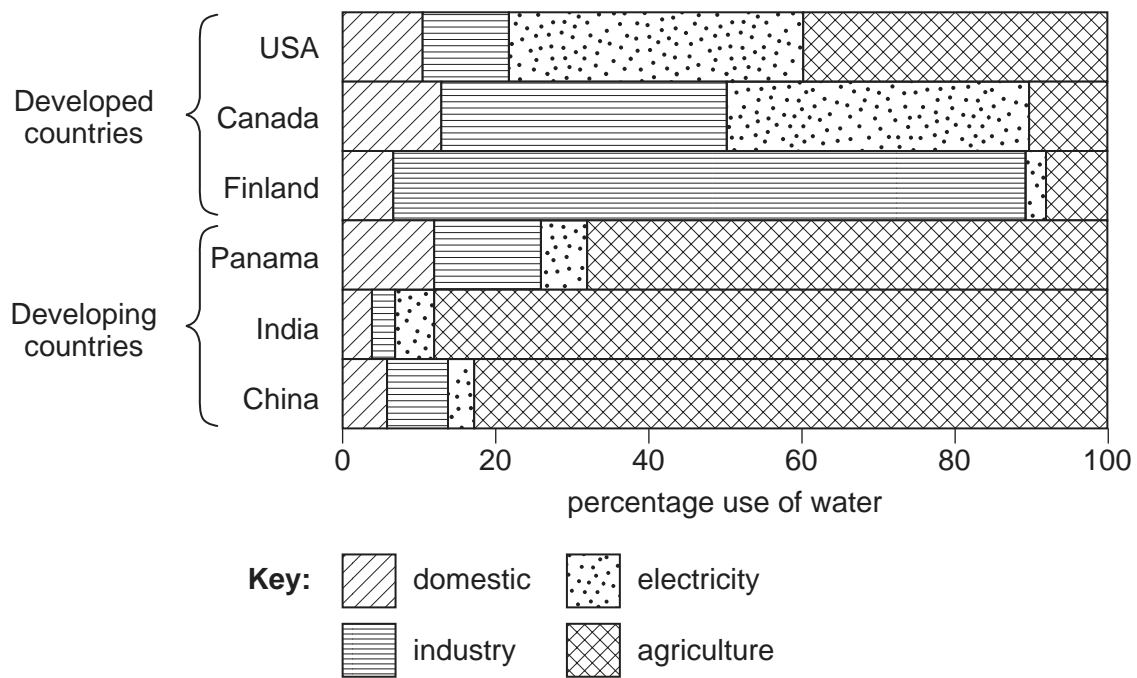 USA
Developed
countries
Canada
Finland
Panama
Developing
countries
India
China
0 20 40 60 80 100
percentage use of water
Key: domestic electricity
industry agriculture